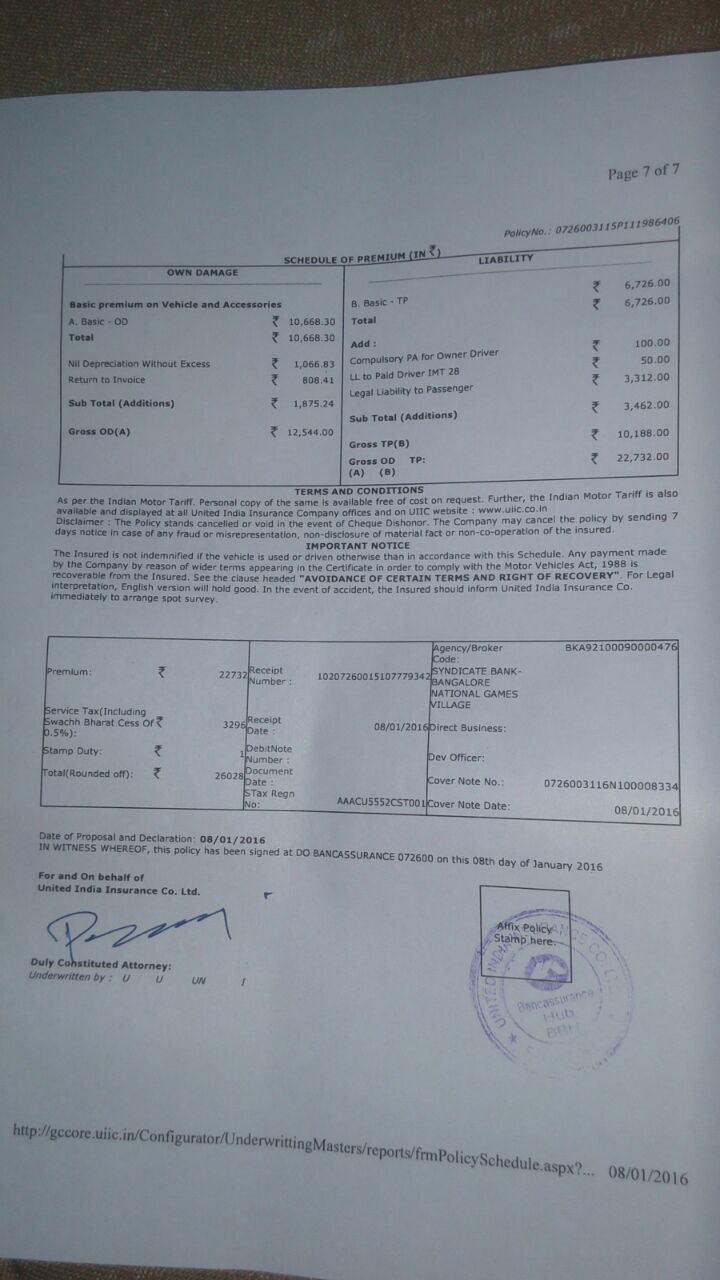 Page 7 of 7
PolicyNo.: 0726003115P111986406
SCHEDULE OF PREMIUM (IN ₹)
OWN DAMAGE
Basic premium on Vehicle and Accessories
A. Basic - OD ₹ 10,668.30
Total ₹ 10,668.30
Nil Depreciation Without Excess ₹ 1,066.83
Return to Invoice ₹ 808.41
Sub Total (Additions) ₹ 1,875.24
Gross OD(A) ₹ 12,544.00
LIABILITY
B. Basic - TP ₹ 6,726.00
Total ₹ 6,726.00
Add :
Compulsory PA for Owner Driver ₹ 100.00
LL to Paid Driver IMT 28 ₹ 50.00
Legal Liability to Passenger ₹ 3,312.00
Sub Total (Additions) ₹ 3,462.00
Gross TP(B) ₹ 10,188.00
Gross OD TP: ₹ 22,732.00
(A) (B)
TERMS AND CONDITIONS
As per the Indian Motor Tariff. Personal copy of the same is available free of cost on request. Further, the Indian Motor Tariff is also
available and displayed at all United India Insurance Company offices and on UIIC website : www.uiic.co.in
Disclaimer : The Policy stands cancelled or void in the event of Cheque Dishonor. The Company may cancel the policy by sending 7
days notice in case of any fraud or misrepresentation, non-disclosure of material fact or non-co-operation of the insured.
IMPORTANT NOTICE
The Insured is not indemnified if the vehicle is used or driven otherwise than in accordance with this Schedule. Any payment made
by the Company by reason of wider terms appearing in the Certificate in order to comply with the Motor Vehicles Act, 1988 is
recoverable from the Insured. See the clause headed "AVOIDANCE OF CERTAIN TERMS AND RIGHT OF RECOVERY". For Legal
interpretation, English version will hold good. In the event of accident, the Insured should inform United India Insurance Co.
immediately to arrange spot survey.
Premium: ₹ 22732
Service Tax(Including
Swachh Bharat Cess Of ₹ 3296
0.5%):
Stamp Duty: ₹ 1
Total(Rounded off): ₹ 26028
Receipt
Number : 10207260015107779342
Receipt
Date : 08/01/2016
DebitNote
Number :
Document
Date :
STax Regn
No: AAACU5552CST001
Agency/Broker BKA92100090000476
Code:
SYNDICATE BANK-
BANGALORE
NATIONAL GAMES
VILLAGE
Direct Business:
Dev Officer:
Cover Note No.: 0726003116N100008334
Cover Note Date: 08/01/2016
Date of Proposal and Declaration: 08/01/2016
IN WITNESS WHEREOF, this policy has been signed at DO BANCASSURANCE 072600 on this 08th day of January 2016
For and On behalf of
United India Insurance Co. Ltd.
Duly Constituted Attorney:
Underwritten by : U U UN I
Affix Policy
Stamp here.
Bancassurance
Hub
http://gccore.uiic.in/Configurator/UnderwrittingMasters/reports/frmPolicySchedule.aspx?... 08/01/2016